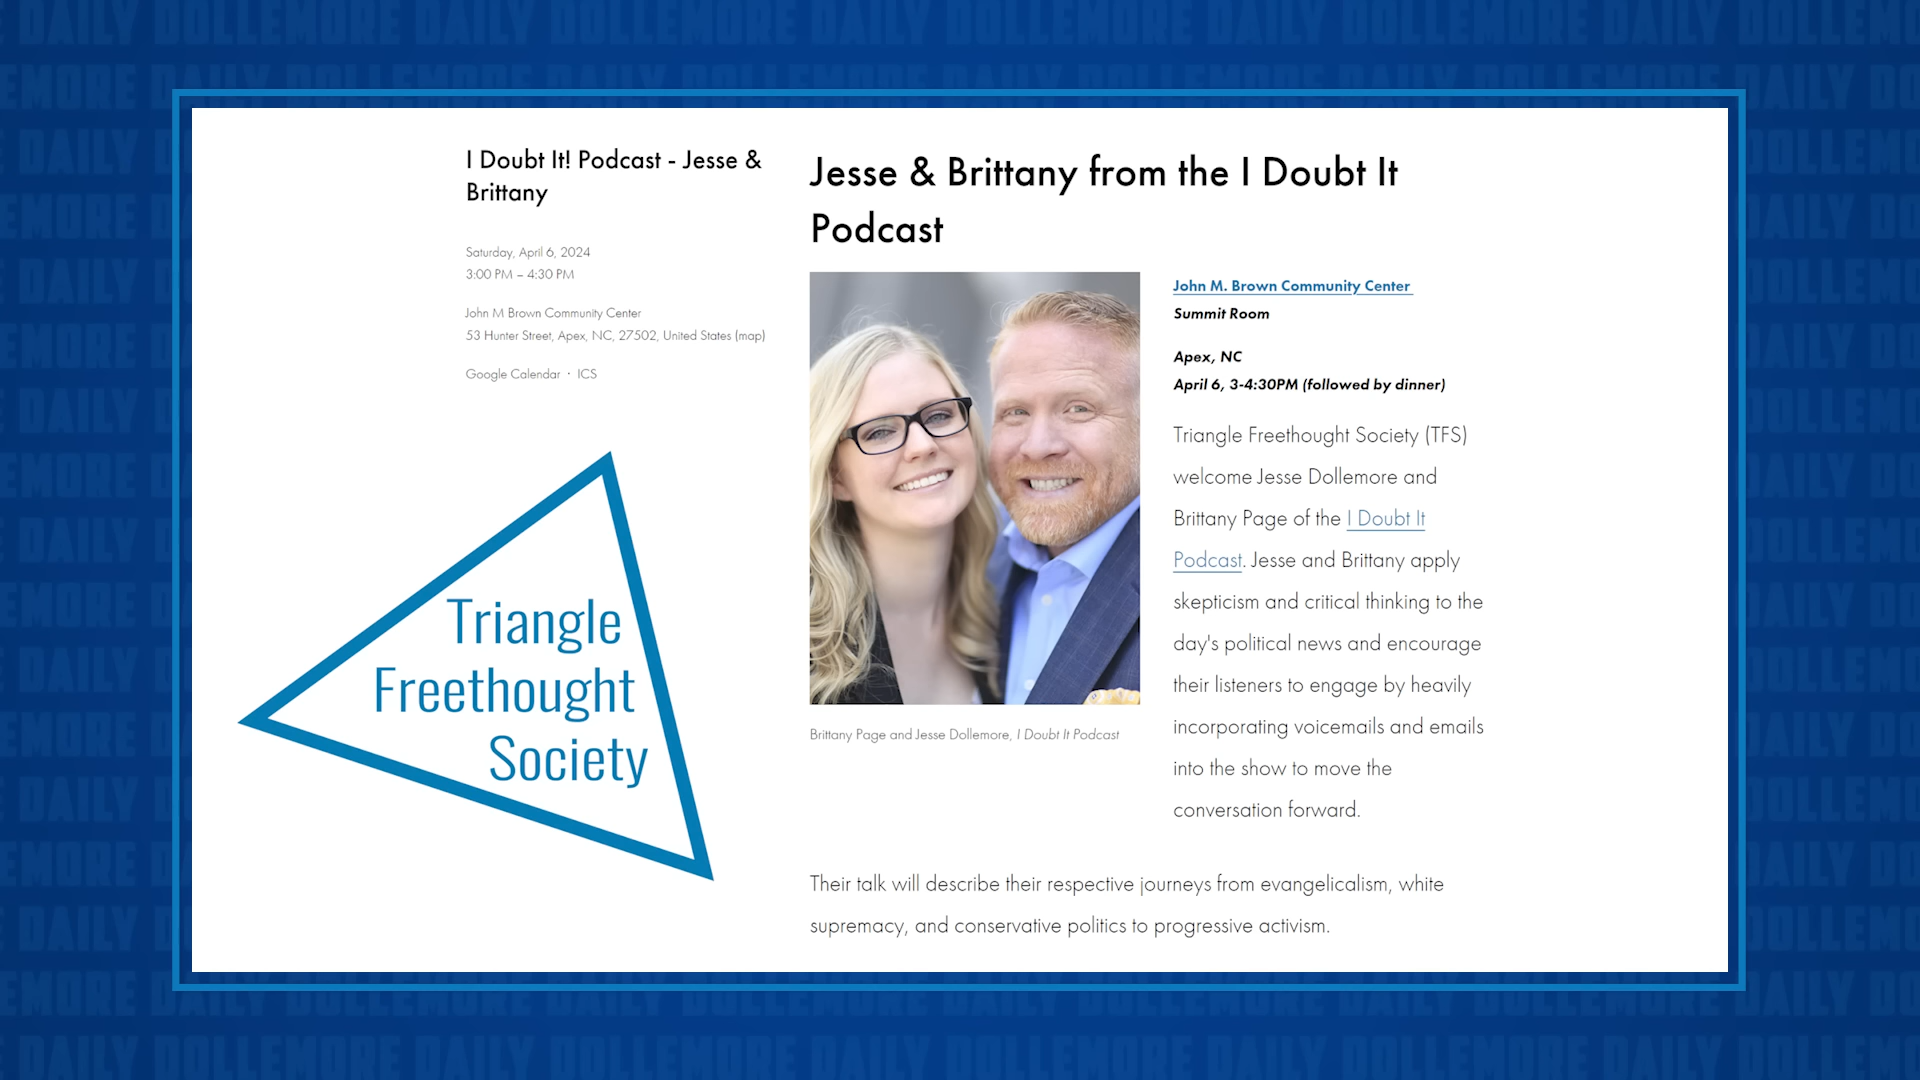 I Doubt It! Podcast - Jesse &
Brittany
Saturday, April 6, 2024
3:00 PM – 4:30 PM
John M Brown Community Center
53 Hunter Street, Apex, NC, 27502, United States (map)
Google Calendar · ICS
Triangle
Freethought
Society
Jesse & Brittany from the I Doubt It
Podcast
Brittany Page and Jesse Dollemore, I Doubt It Podcast
John M. Brown Community Center
Summit Room
Apex, NC
April 6, 3-4:30PM (followed by dinner)
Triangle Freethought Society (TFS)
welcome Jesse Dollemore and
Brittany Page of the I Doubt It
Podcast. Jesse and Brittany apply
skepticism and critical thinking to the
day's political news and encourage
their listeners to engage by heavily
incorporating voicemails and emails
into the show to move the
conversation forward.
Their talk will describe their respective journeys from evangelicalism, white
supremacy, and conservative politics to progressive activism.